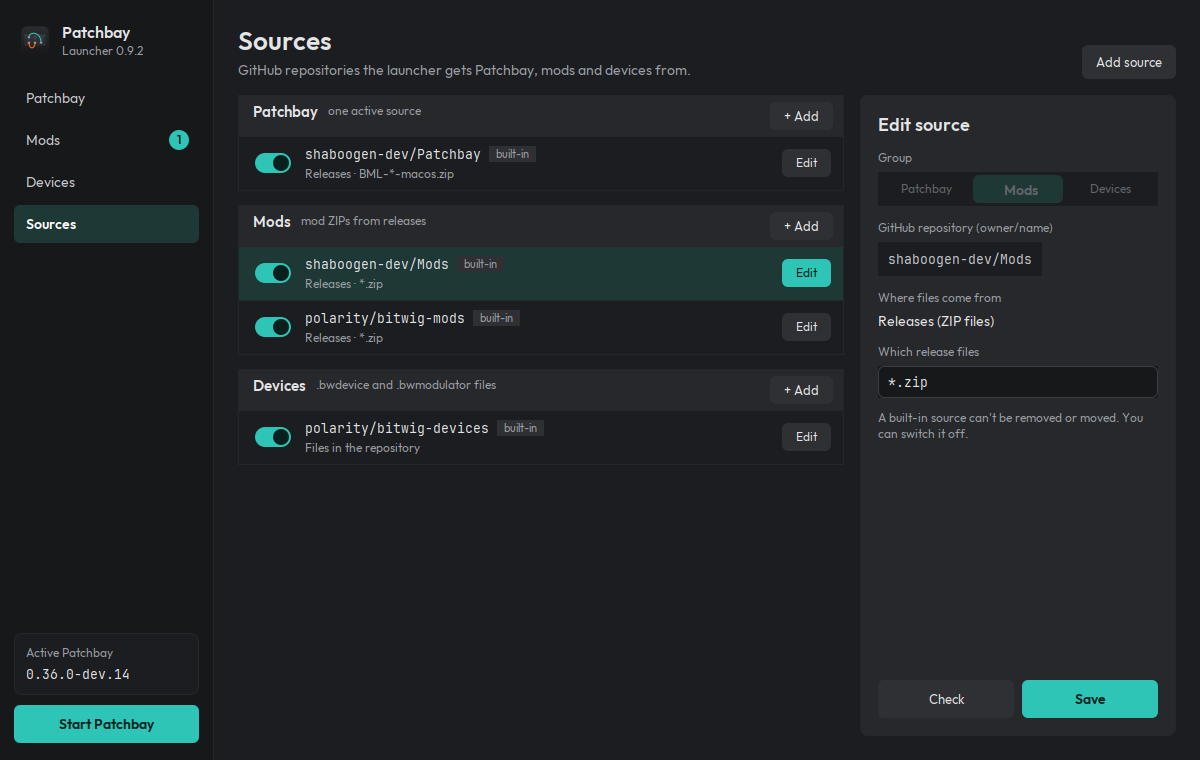 Patchbay
Launcher 0.9.2
Patchbay
Mods 1
Devices
Sources
Active Patchbay
0.36.0-dev.14
Start Patchbay
Sources
GitHub repositories the launcher gets Patchbay, mods and devices from.
Add source
Patchbay one active source + Add
shaboogen-dev/Patchbay built-in
Releases · BML-*-macos.zip
Edit
Mods mod ZIPs from releases + Add
shaboogen-dev/Mods built-in
Releases · *.zip
Edit
polarity/bitwig-mods built-in
Releases · *.zip
Edit
Devices .bwdevice and .bwmodulator files + Add
polarity/bitwig-devices built-in
Files in the repository
Edit
Edit source
Group
Patchbay Mods Devices
GitHub repository (owner/name)
shaboogen-dev/Mods
Where files come from
Releases (ZIP files)
Which release files
*.zip
A built-in source can't be removed or moved. You
can switch it off.
Check Save